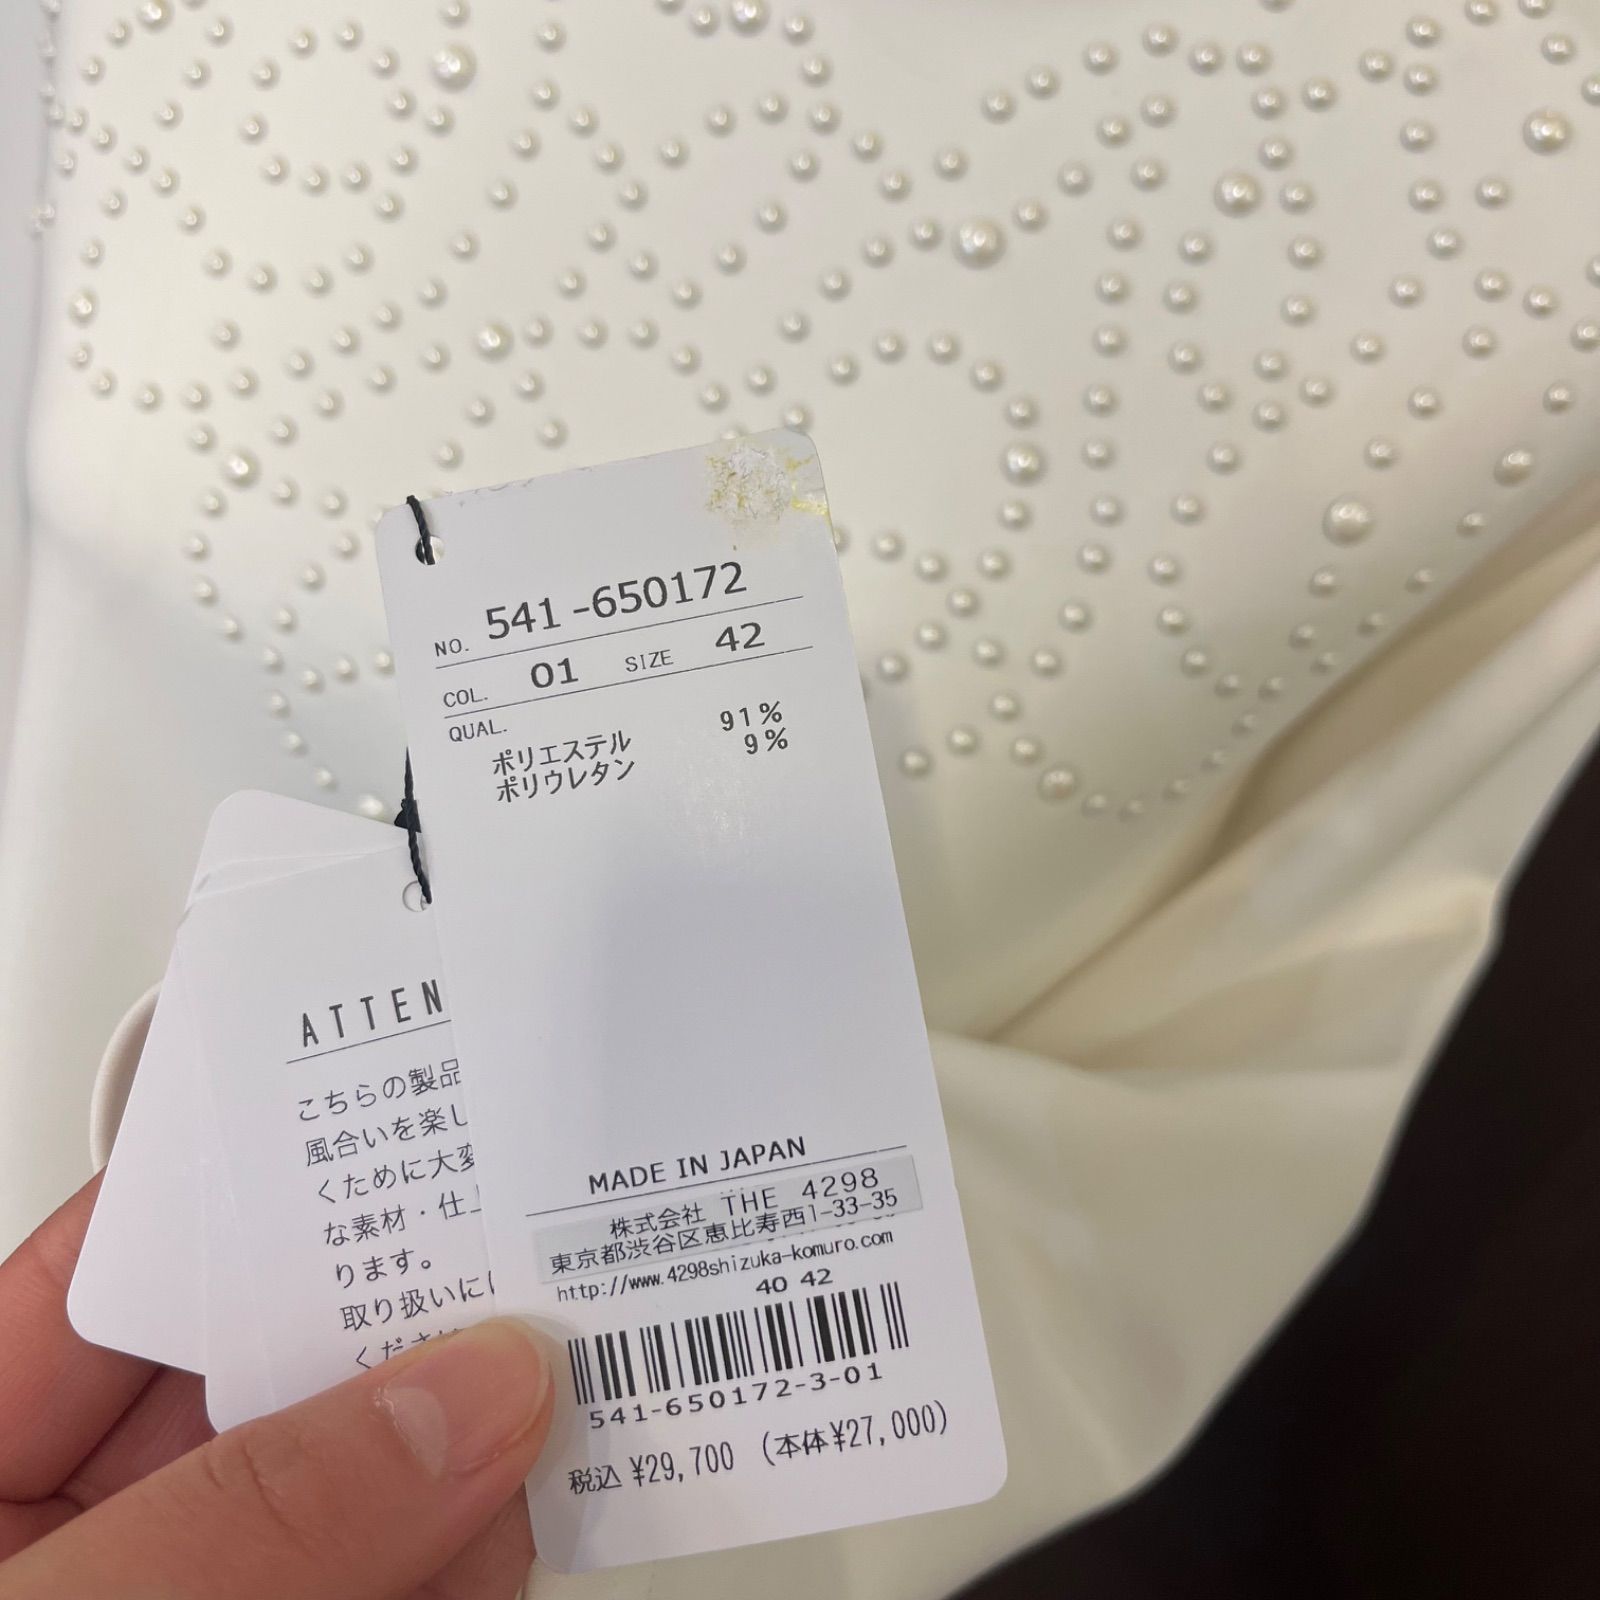 NO. 541-650172
COL. 01 SIZE 42
QUAL.
ポリエステル 91%
ポリウレタン 9%
MADE IN JAPAN
株式会社 THE 4298
東京都渋谷区恵比寿西1-33-35
http://www.4298shizuka-komuro.com
40 42
541-650172-3-01
税込 ¥29,700 (本体¥27,000)
ATTEN
こちらの製品
風合いを楽し
くために大変
な素材・仕上
ります。
取り扱いに
くださ